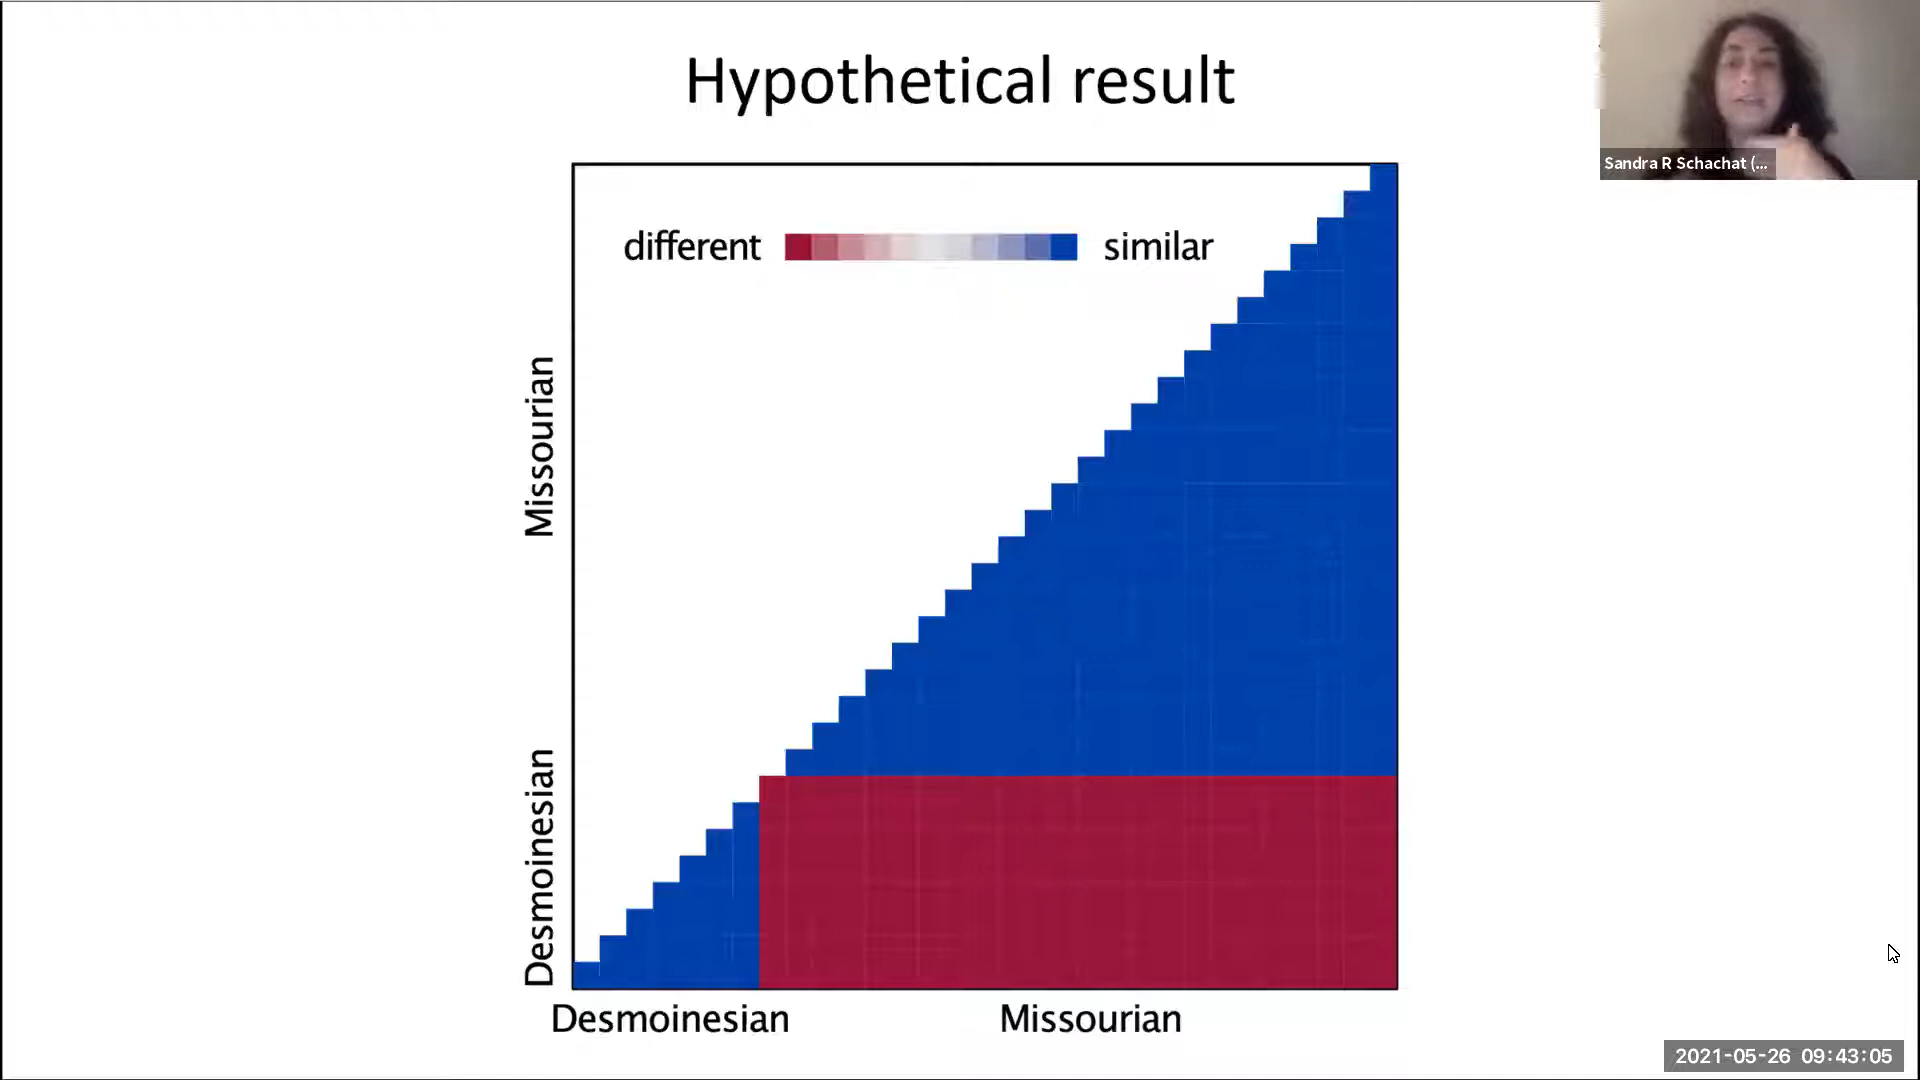 Hypothetical result
Sandra R Schachat (...
different
similar
Missourian
Desmoinesian
Desmoinesian
Missourian
2021-05-26 09:43:05